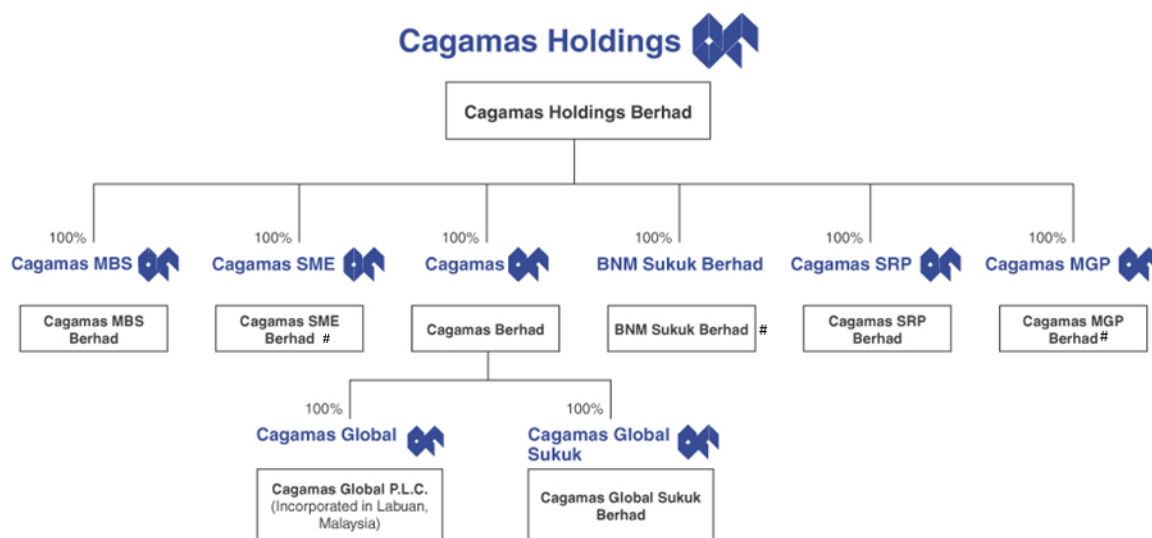 Cagamas Holdings
Cagamas Holdings Berhad
100%
100%
100%
100%
100%
100%
Cagamas MBS
Cagamas SME
Cagamas
BNM Sukuk Berhad
Cagamas SRP
Cagamas MGP
Cagamas MBS
Berhad
Cagamas SME
Berhad #
Cagamas Berhad
BNM Sukuk Berhad #
Cagamas SRP
Berhad
Cagamas MGP
Berhad #
100%
100%
Cagamas Global
Cagamas Global
Sukuk
Cagamas Global P.L.C.
(Incorporated in Labuan,
Malaysia)
Cagamas Global Sukuk
Berhad